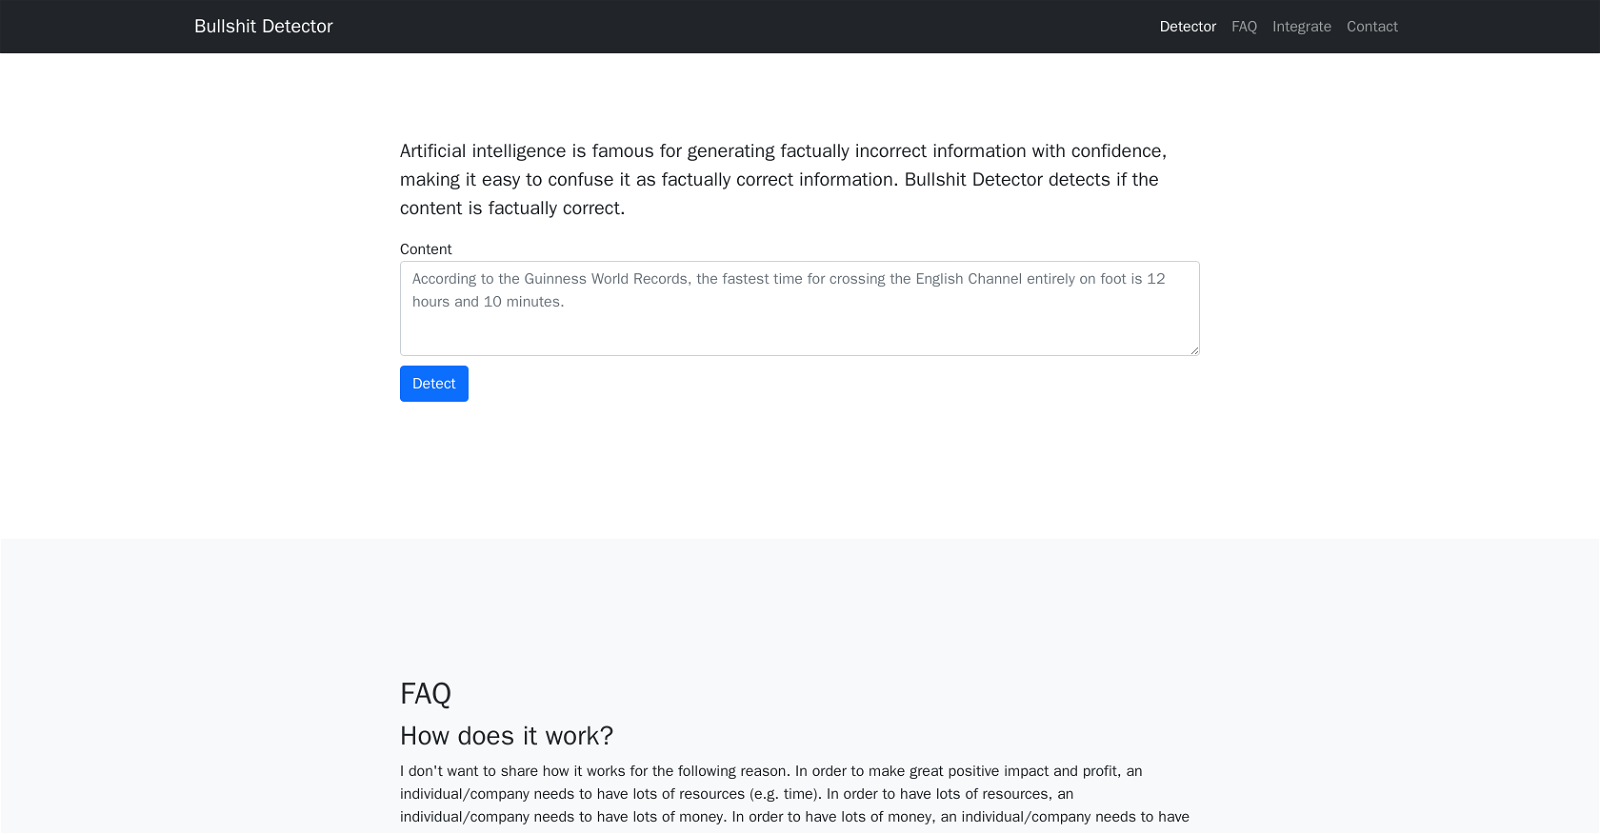 Bullshit Detector
Detector FAQ Integrate Contact
Artificial intelligence is famous for generating factually incorrect information with confidence,
making it easy to confuse it as factually correct information. Bullshit Detector detects if the
content is factually correct.
Content
According to the Guinness World Records, the fastest time for crossing the English Channel entirely on foot is 12
hours and 10 minutes.
Detect
FAQ
How does it work?
I don't want to share how it works for the following reason. In order to make great positive impact and profit, an
individual/company needs to have lots of resources (e.g. time). In order to have lots of resources, an
individual/company needs to have lots of money. In order to have lots of money, an individual/company needs to have